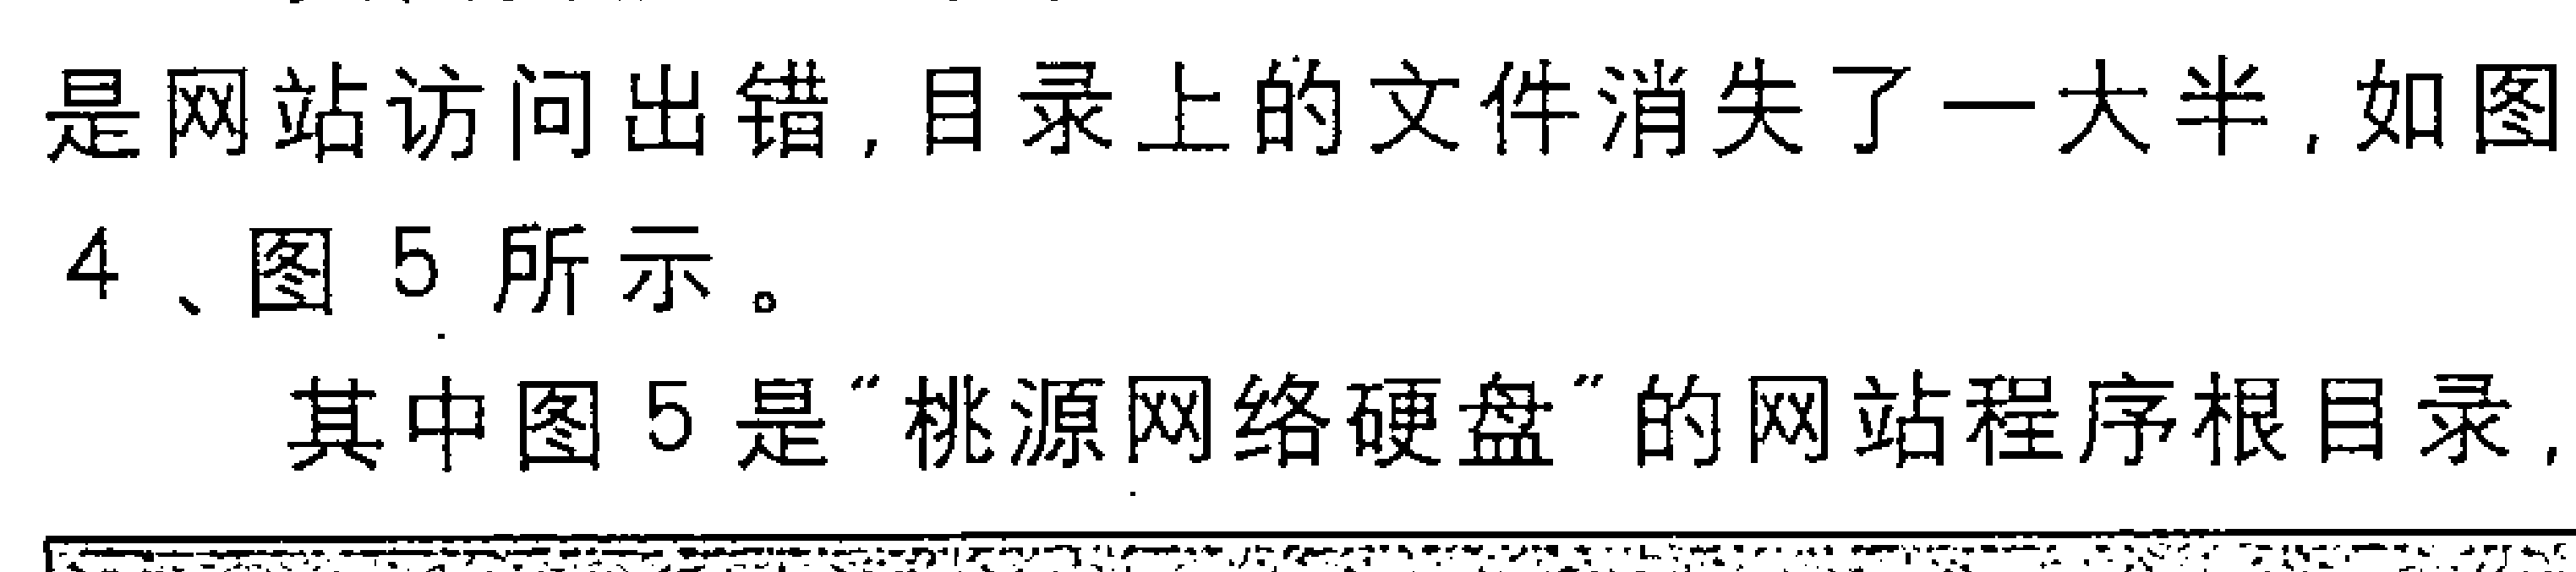 是网站访问出错,目录上的文件消失了一大半,如图
4、图5所示。
其中图5是“桃源网络硬盘”的网站程序根目录,